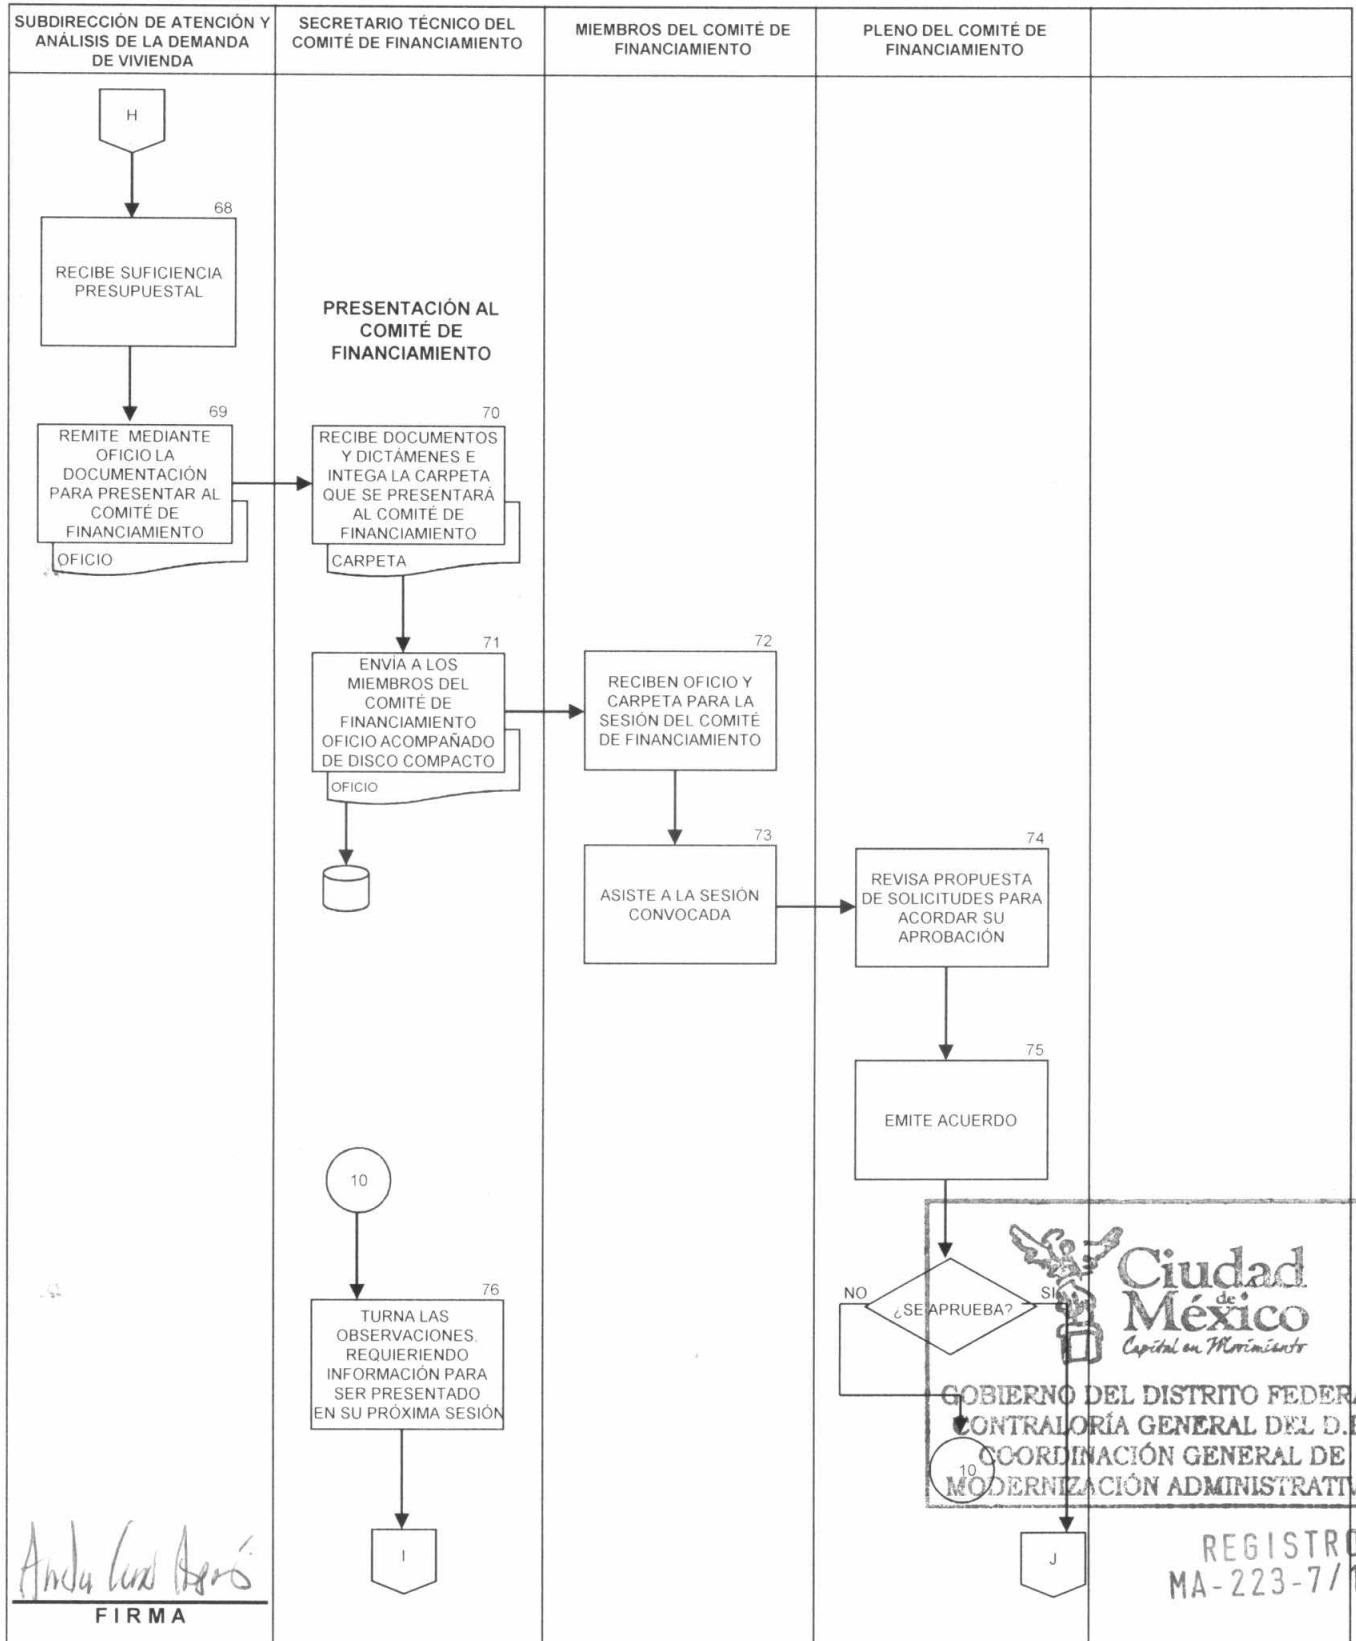 SUBDIRECCIÓN DE ATENCIÓN Y
ANÁLISIS DE LA DEMANDA
DE VIVIENDA
SECRETARIO TÉCNICO DEL
COMITÉ DE FINANCIAMIENTO
MIEMBROS DEL COMITÉ DE
FINANCIAMIENTO
PLENO DEL COMITÉ DE
FINANCIAMIENTO
H
68
RECIBE SUFICIENCIA
PRESUPUESTAL
PRESENTACIÓN AL
COMITÉ DE
FINANCIAMIENTO
69
REMITE MEDIANTE
OFICIO LA
DOCUMENTACIÓN
PARA PRESENTAR AL
COMITÉ DE
FINANCIAMIENTO
OFICIO
70
RECIBE DOCUMENTOS
Y DICTÁMENES E
INTEGA LA CARPETA
QUE SE PRESENTARÁ
AL COMITÉ DE
FINANCIAMIENTO
CARPETA
71
ENVÍA A LOS
MIEMBROS DEL
COMITÉ DE
FINANCIAMIENTO
OFICIO ACOMPAÑADO
DE DISCO COMPACTO
OFICIO
72
RECIBEN OFICIO Y
CARPETA PARA LA
SESIÓN DEL COMITÉ
DE FINANCIAMIENTO
73
ASISTE A LA SESIÓN
CONVOCADA
74
REVISA PROPUESTA
DE SOLICITUDES PARA
ACORDAR SU
APROBACIÓN
75
EMITE ACUERDO
NO
¿SE APRUEBA?
SI
10
10
76
TURNA LAS
OBSERVACIONES.
REQUIERIENDO
INFORMACIÓN PARA
SER PRESENTADO
EN SU PRÓXIMA SESIÓN
I
J
Ciudad
de
México
Capital en Movimiento
GOBIERNO DEL DISTRITO FEDERA
CONTRALORÍA GENERAL DEL D.F
COORDINACIÓN GENERAL DE
MODERNIZACIÓN ADMINISTRATIV
REGISTRO
MA-223-7/1
FIRMA